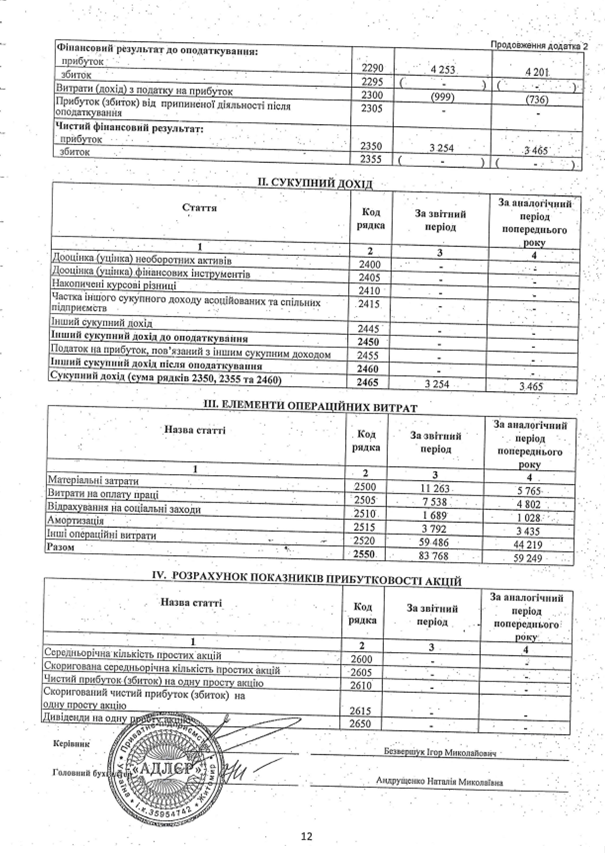 Продовження додатка 2
Фінансовий результат до оподаткування:
прибуток 2290 4 253 4 201
збиток 2295 ( - ) ( - )
Витрати (дохід) з податку на прибуток 2300 (999) (736)
Прибуток (збиток) від припиненої діяльності після 2305 - -
оподаткування
Чистий фінансовий результат:
прибуток 2350 3 254 3 465
збиток 2355 ( - ) ( - )
II. СУКУПНИЙ ДОХІД
Стаття Код рядка За звітний період За аналогічний період попереднього року
1 2 3 4
Дооцінка (уцінка) необоротних активів 2400 - -
Дооцінка (уцінка) фінансових інструментів 2405 - -
Накопичені курсові різниці 2410 - -
Частка іншого сукупного доходу асоційованих та спільних 2415 - -
підприємств
Інший сукупний дохід 2445 - -
Інший сукупний дохід до оподаткування 2450 - -
Податок на прибуток, пов'язаний з іншим сукупним доходом 2455 - -
Інший сукупний дохід після оподаткування 2460 - -
Сукупний дохід (сума рядків 2350, 2355 та 2460) 2465 3 254 3 465
III. ЕЛЕМЕНТИ ОПЕРАЦІЙНИХ ВИТРАТ
Назва статті Код рядка За звітний період За аналогічний період попереднього року
1 2 3 4
Матеріальні затрати 2500 11 263 5 765
Витрати на оплату праці 2505 7 538 4 802
Відрахування на соціальні заходи 2510 1 689 1 028
Амортизація 2515 3 792 3 435
Інші операційні витрати 2520 59 486 44 219
Разом 2550 83 768 59 249
IV. РОЗРАХУНОК ПОКАЗНИКІВ ПРИБУТКОВОСТІ АКЦІЙ
Назва статті Код рядка За звітний період За аналогічний період попереднього року
1 2 3 4
Середньорічна кількість простих акцій 2600 - -
Скоригована середньорічна кількість простих акцій 2605 - -
Чистий прибуток (збиток) на одну просту акцію 2610 - -
Скоригований чистий прибуток (збиток) на
одну просту акцію 2615 - -
Дивіденди на одну просту акцію 2650 - -
Керівник Безвершук Ігор Миколайович
Головний бухгалтер Андрущенко Наталія Миколаївна
Приватне підприємство
«АДЛЄР»
Україна і.к.35954742 Житомир
12